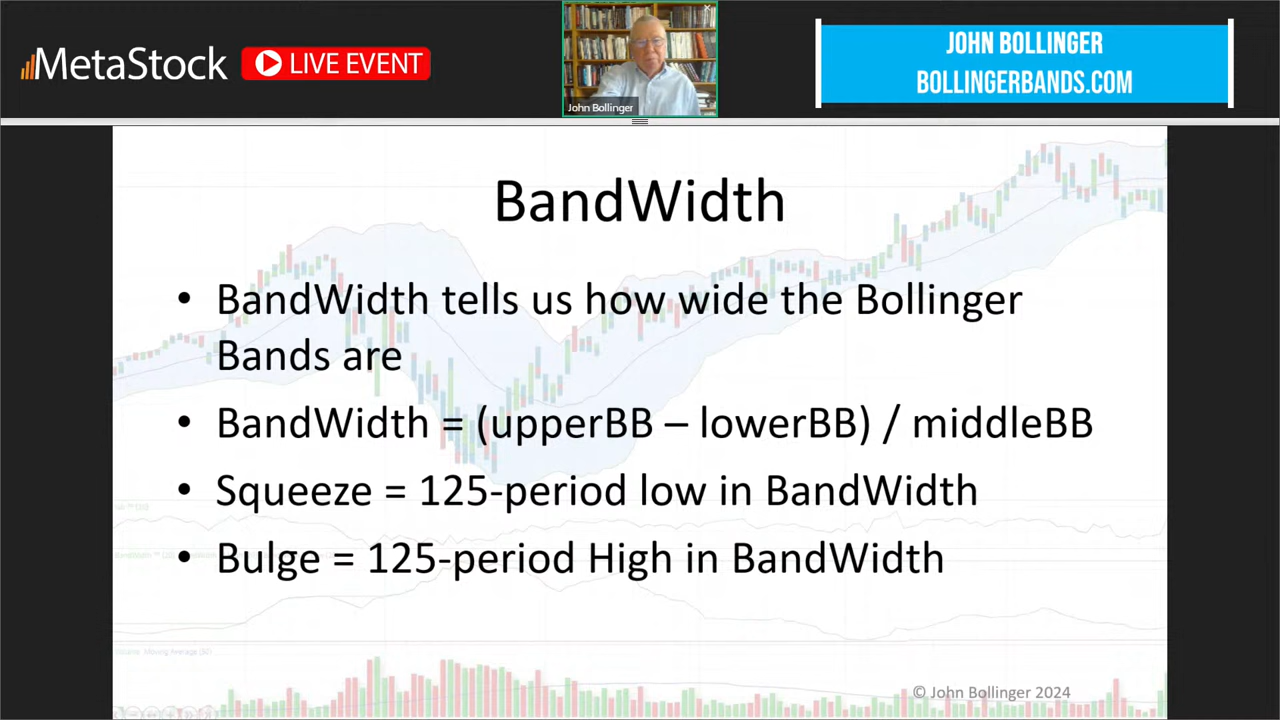 MetaStock
LIVE EVENT
John Bollinger
JOHN BOLLINGER
BOLLINGERBANDS.COM
BandWidth
• BandWidth tells us how wide the Bollinger
Bands are
• BandWidth = (upperBB – lowerBB) / middleBB
• Squeeze = 125-period low in BandWidth
• Bulge = 125-period High in BandWidth
© John Bollinger 2024